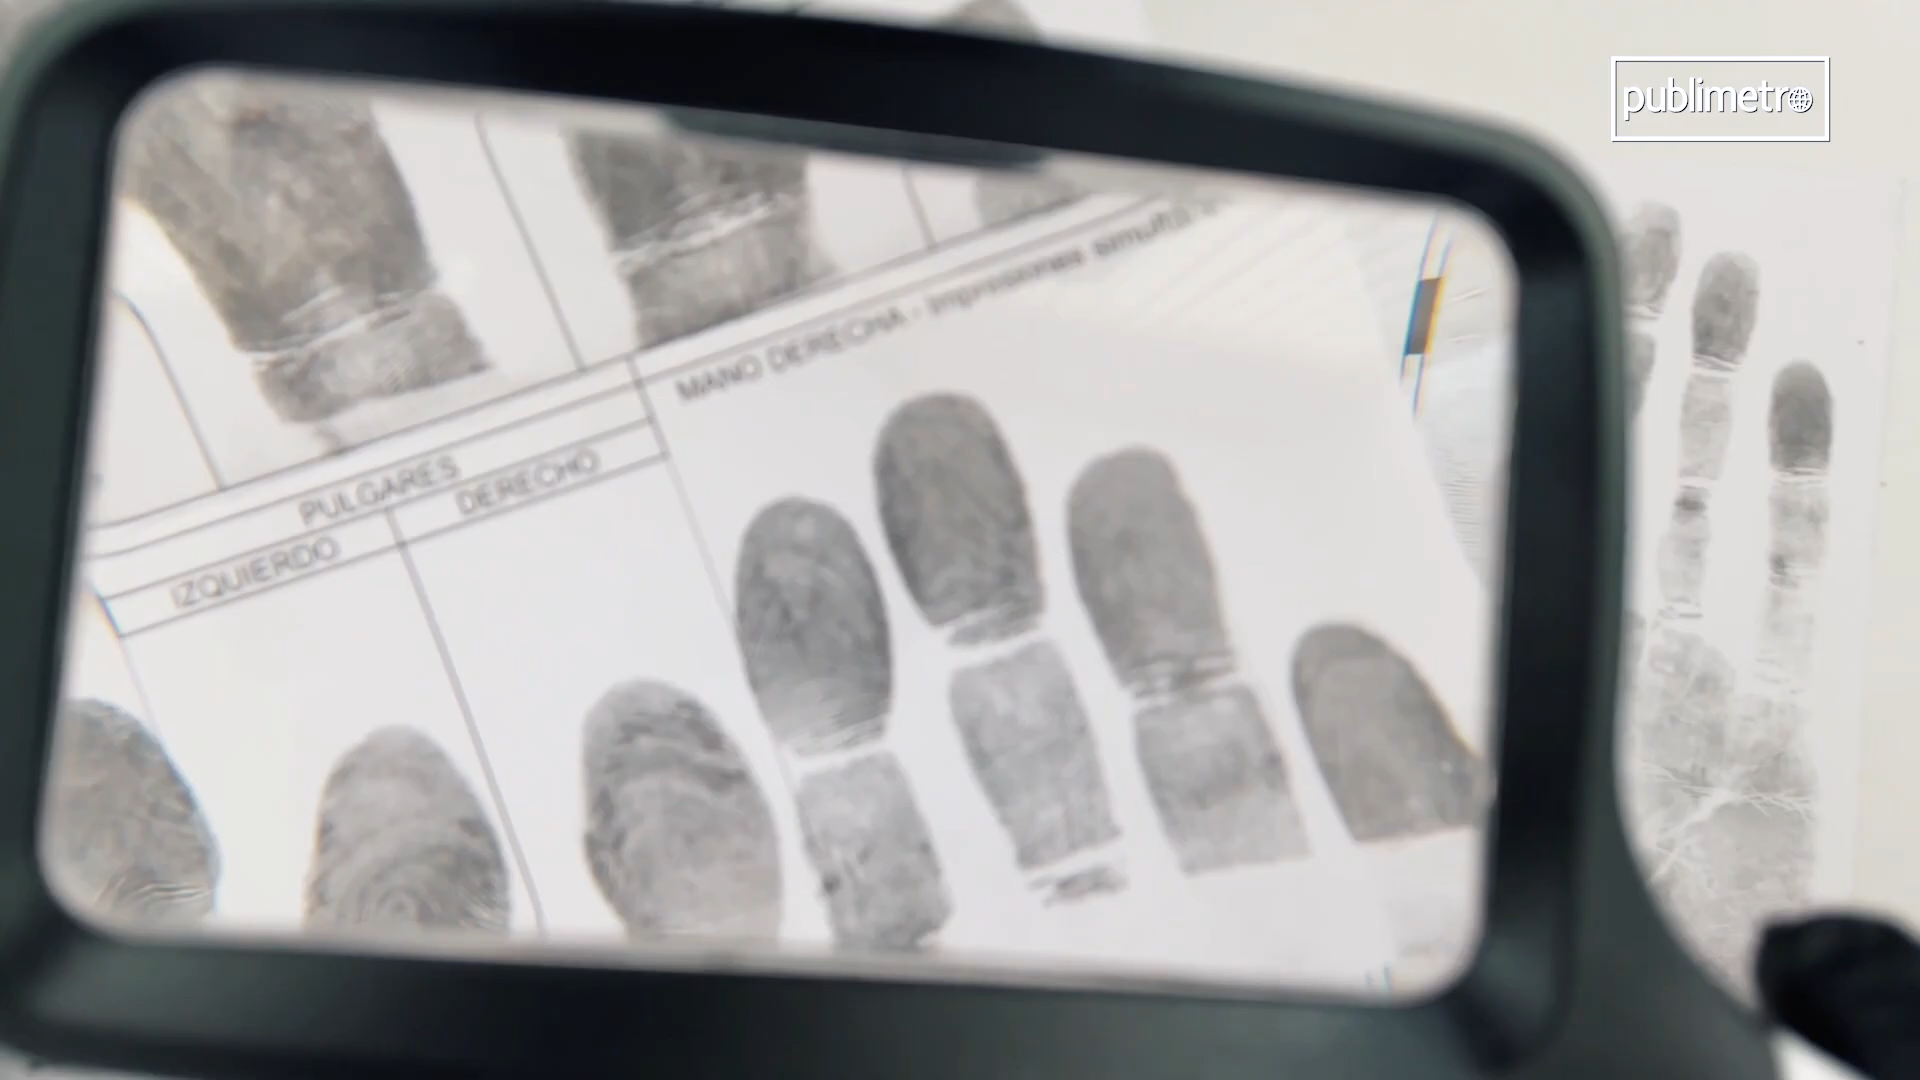 publimetro
MANO DERECHA - Impresiones
PULGARES
IZQUIERDO
DERECHO